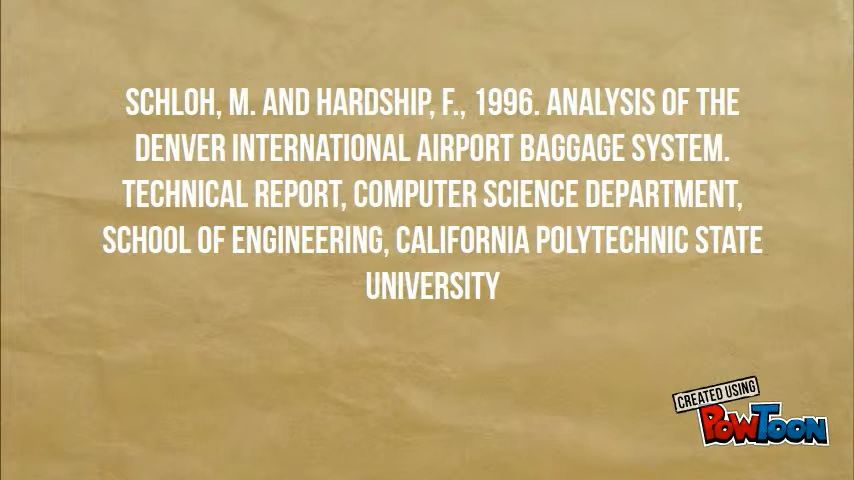 SCHLOH, M. AND HARDSHIP, F., 1996. ANALYSIS OF THE
DENVER INTERNATIONAL AIRPORT BAGGAGE SYSTEM.
TECHNICAL REPORT, COMPUTER SCIENCE DEPARTMENT,
SCHOOL OF ENGINEERING, CALIFORNIA POLYTECHNIC STATE
UNIVERSITY
CREATED USING
POWTOON